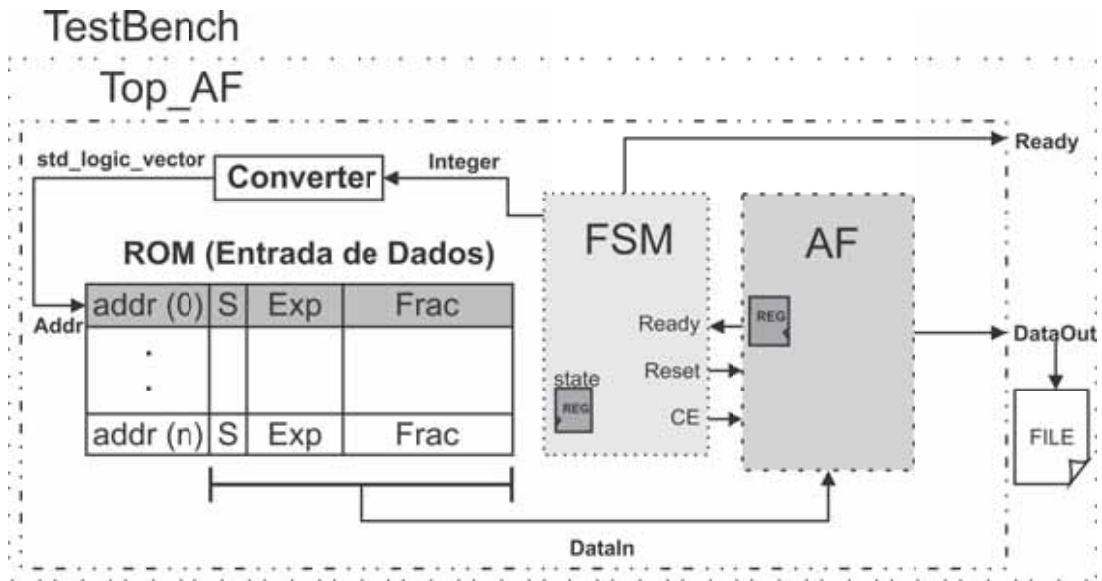 TestBench
Top_AF
Ready
std_logic_vector
Converter
Integer
FSM
AF
ROM (Entrada de Dados)
Addr
addr (0) S Exp Frac
.
.
addr (n) S Exp Frac
Ready
Reset
CE
state
REG
REG
DataOut
FILE
DataIn